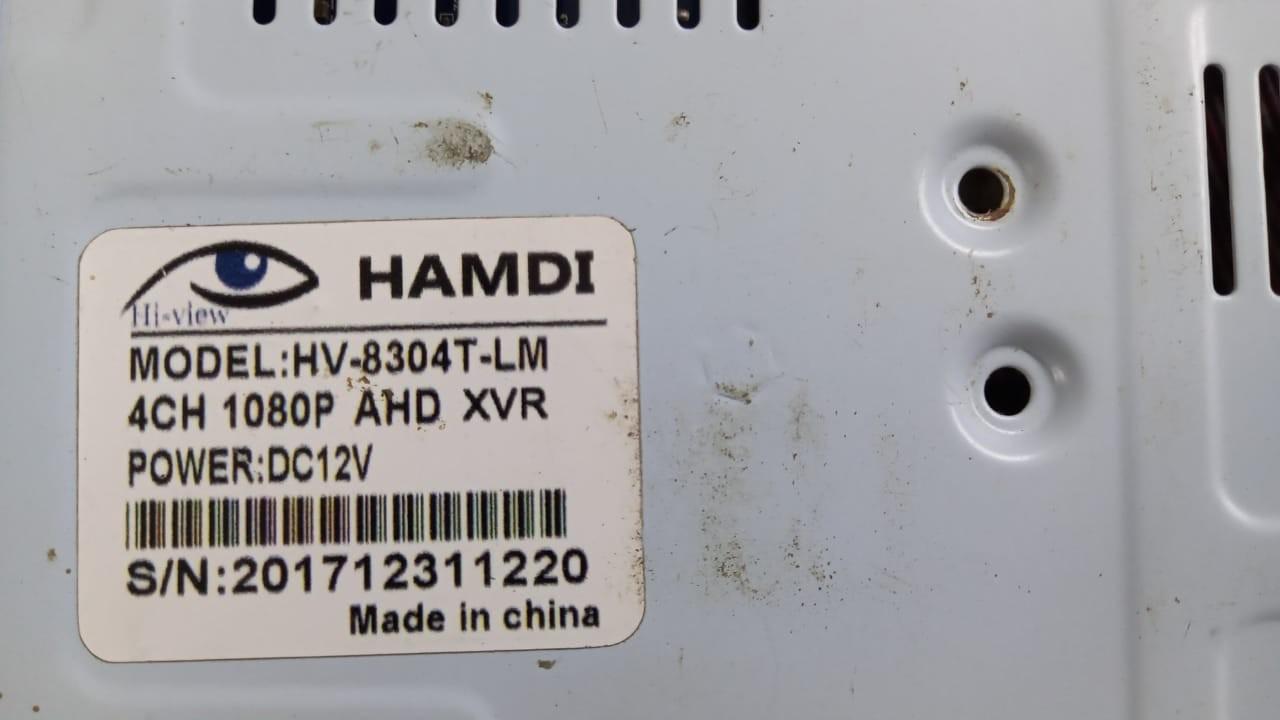 HAMDI
Hi-view
MODEL:HV-8304T-LM
4CH 1080P AHD XVR
POWER:DC12V
S/N:201712311220
Made in china